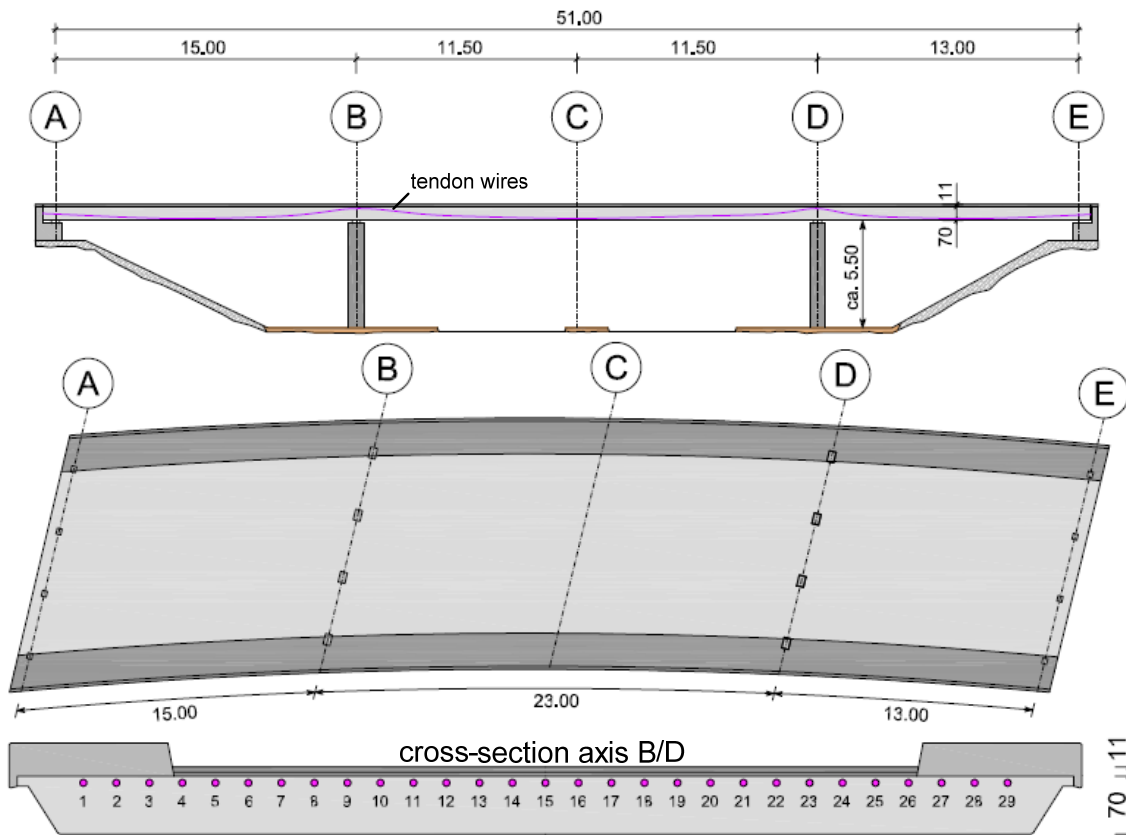 51.00
15.00 11.50 11.50 13.00
A B C D E
tendon wires
11
70
ca. 5.50
A B C D E
15.00 23.00 13.00
cross-section axis B/D
11
70
1 2 3 4 5 6 7 8 9 10 11 12 13 14 15 16 17 18 19 20 21 22 23 24 25 26 27 28 29